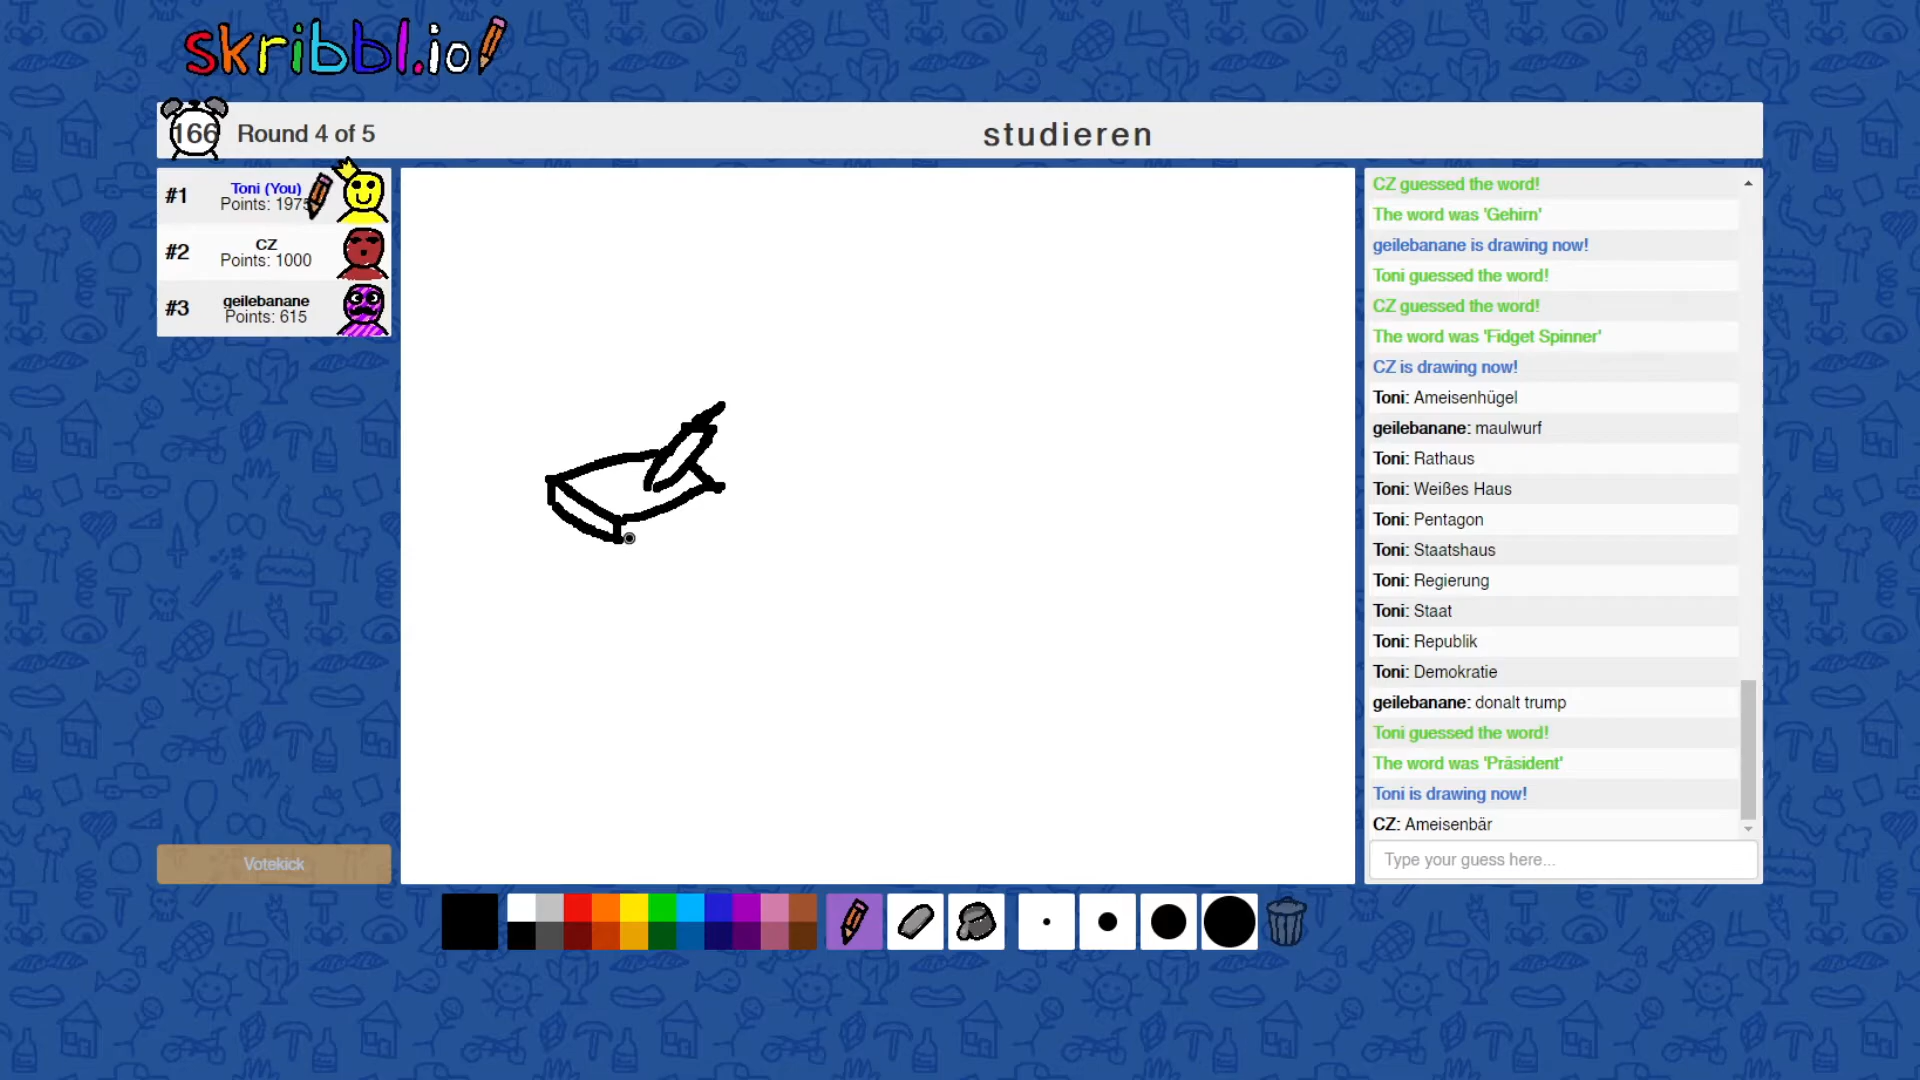 skribbl.io
166
Round 4 of 5
studieren
#1
Toni (You)
Points: 1975
#2
CZ
Points: 1000
#3
geilebanane
Points: 615
Votekick
CZ guessed the word!
The word was 'Gehirn'
geilebanane is drawing now!
Toni guessed the word!
CZ guessed the word!
The word was 'Fidget Spinner'
CZ is drawing now!
Toni: Ameisenhügel
geilebanane: maulwurf
Toni: Rathaus
Toni: Weißes Haus
Toni: Pentagon
Toni: Staatshaus
Toni: Regierung
Toni: Staat
Toni: Republik
Toni: Demokratie
geilebanane: donalt trump
Toni guessed the word!
The word was 'Präsident'
Toni is drawing now!
CZ: Ameisenbär
Type your guess here...